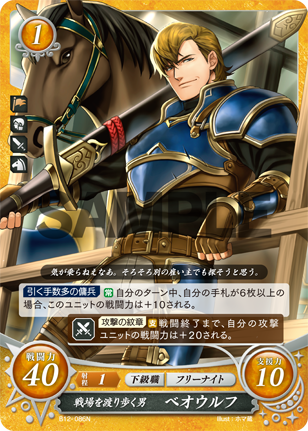 1
SAMPLE
気が乗らねえなあ。そろそろ別の雇い主でも探そうと思う。
引く手数多の傭兵 常 自分のターン中、自分の手札が6枚以上の
場合、このユニットの戦闘力は+10される。
攻撃の紋章 支 戦闘終了まで、自分の攻撃
ユニットの戦闘力は+20される。
戦闘力
40
射程 1 下級職 フリーナイト
支援力
10
戦場を渡り歩く男 ベオウルフ
B12-086N
Illust:ホマ蔵